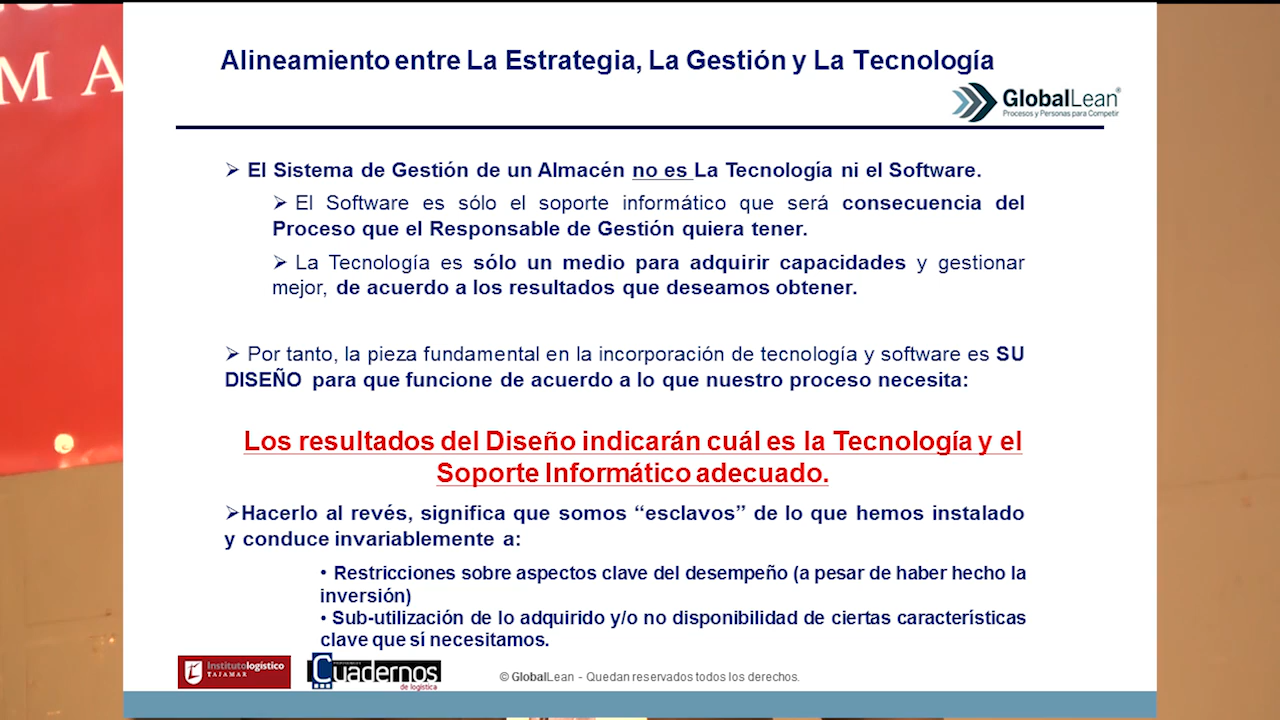 M A
Alineamiento entre La Estrategia, La Gestión y La Tecnología
GlobalLean®
Procesos y Personas para Competir
➢ El Sistema de Gestión de un Almacén no es La Tecnología ni el Software.
➢ El Software es sólo el soporte informático que será consecuencia del
Proceso que el Responsable de Gestión quiera tener.
➢ La Tecnología es sólo un medio para adquirir capacidades y gestionar
mejor, de acuerdo a los resultados que deseamos obtener.
➢ Por tanto, la pieza fundamental en la incorporación de tecnología y software es SU
DISEÑO para que funcione de acuerdo a lo que nuestro proceso necesita:
Los resultados del Diseño indicarán cuál es la Tecnología y el
Soporte Informático adecuado.
➢Hacerlo al revés, significa que somos “esclavos” de lo que hemos instalado
y conduce invariablemente a:
• Restricciones sobre aspectos clave del desempeño (a pesar de haber hecho la
inversión)
• Sub-utilización de lo adquirido y/o no disponibilidad de ciertas características
clave que sí necesitamos.
Institutologístico
TAJAMAR
Cuadernos
de logística
© GlobalLean - Quedan reservados todos los derechos.